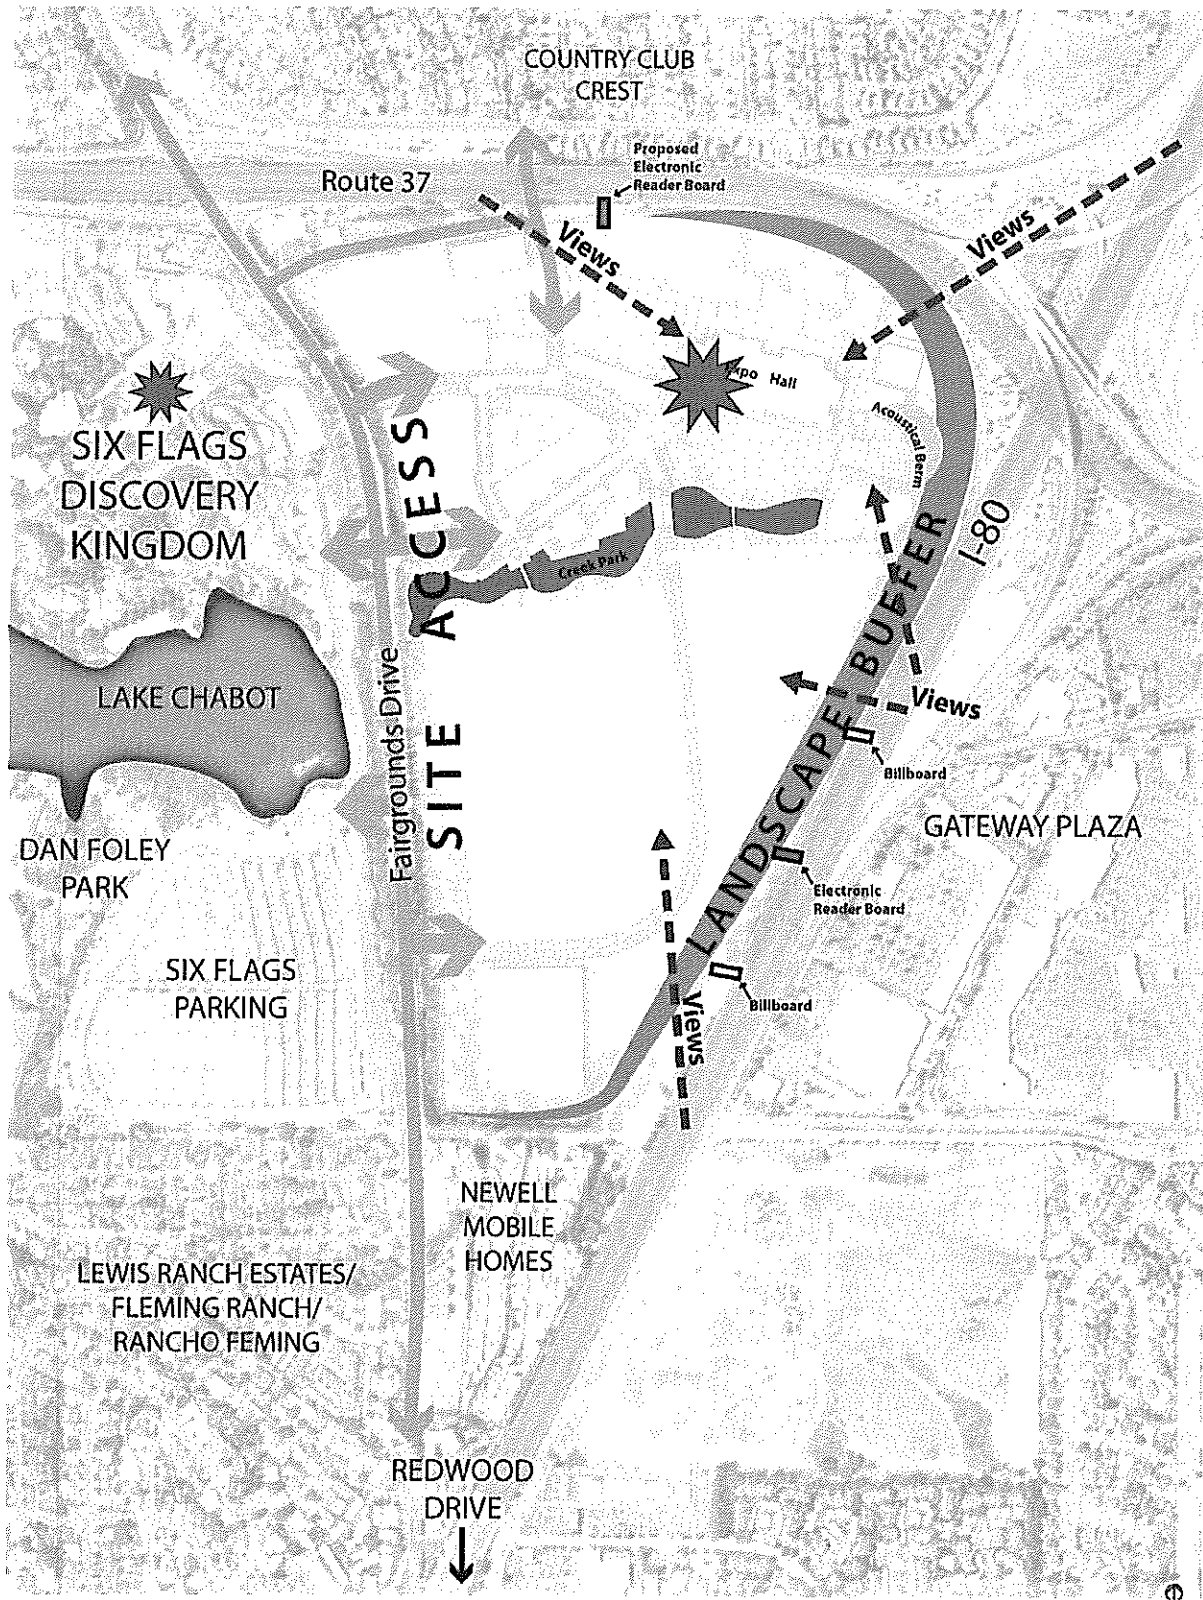 COUNTRY CLUB
CREST
Proposed
Electronic
Reader Board
Route 37
Views
Views
Expo Hall
SIX FLAGS
DISCOVERY
KINGDOM
Acoustical Berm
SITE ACCESS
Creek Park
I-80
LAKE CHABOT
Fairgrounds Drive
LANDSCAPE BUFFER
Views
Billboard
GATEWAY PLAZA
DAN FOLEY
PARK
Electronic
Reader Board
SIX FLAGS
PARKING
Billboard
Views
NEWELL
MOBILE
HOMES
LEWIS RANCH ESTATES/
FLEMING RANCH/
RANCHO FEMING
REDWOOD
DRIVE